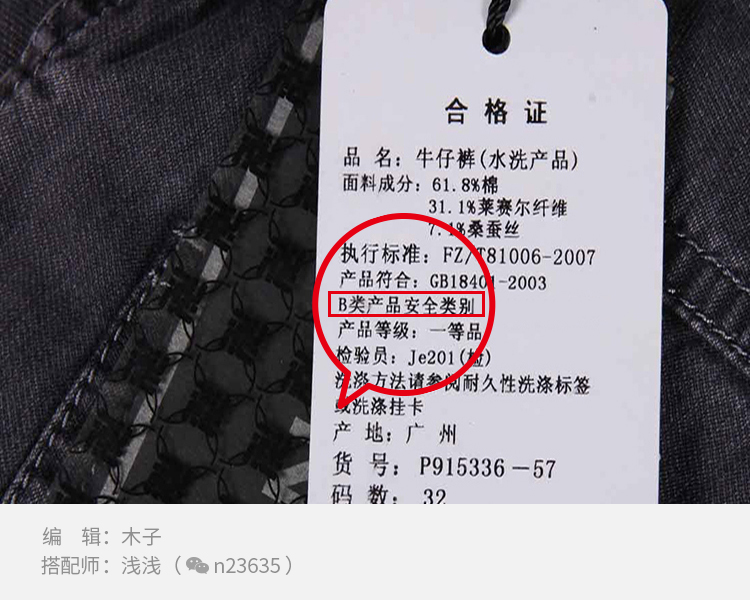 合格证
品 名：牛仔裤(水洗产品)
面料成分：61.8%棉
31.1%莱赛尔纤维
7.1%桑蚕丝
执行标准：FZ/T81006-2007
产品符合：GB18401-2003
B类产品安全类别
产品等级：一等品
检验员：Je201(检)
洗涤方法请参阅耐久性洗涤标签
或洗涤挂卡
产 地：广 州
货 号：P915336－57
码 数：32
编 辑：木子
搭配师：浅浅（n23635）